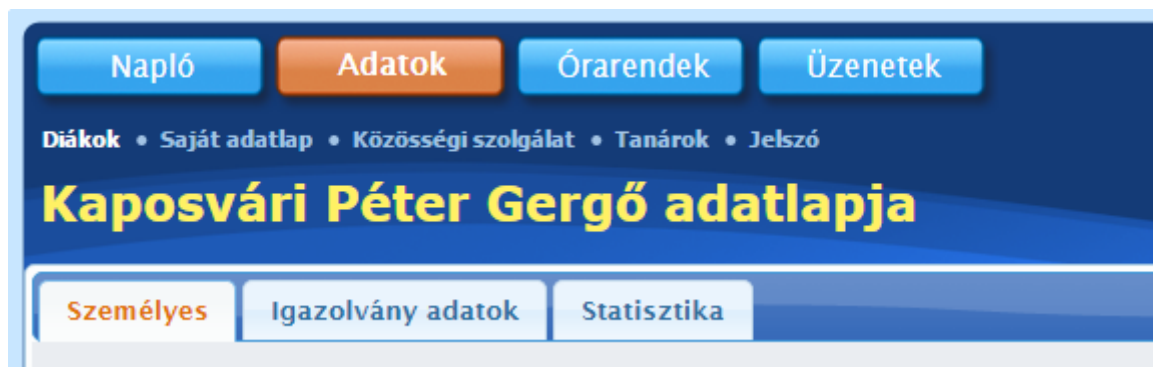 Napló Adatok Órarendek Üzenetek
Diákok • Saját adatlap • Közösségi szolgálat • Tanárok • Jelszó
Kaposvári Péter Gergő adatlapja
Személyes Igazolvány adatok Statisztika